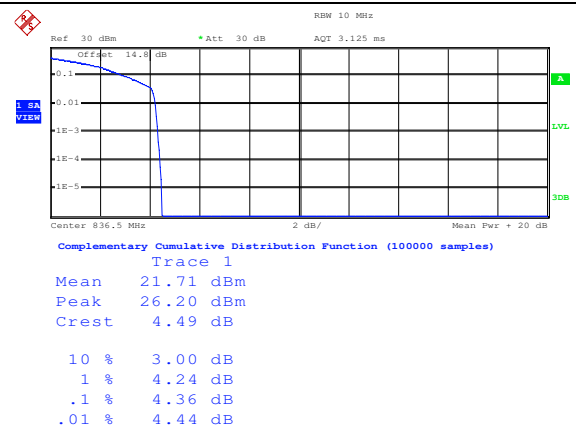 R S
RBW 10 MHz
Ref 30 dBm *Att 30 dB AQT 3.125 ms
Offset 14.8 dB
0.1
A
1 SA
VIEW
0.01
1E-3
LVL
1E-4
1E-5
3DB
Center 836.5 MHz 2 dB/ Mean Pwr + 20 dB
Complementary Cumulative Distribution Function (100000 samples)
Trace 1
Mean 21.71 dBm
Peak 26.20 dBm
Crest 4.49 dB
10 % 3.00 dB
1 % 4.24 dB
.1 % 4.36 dB
.01 % 4.44 dB